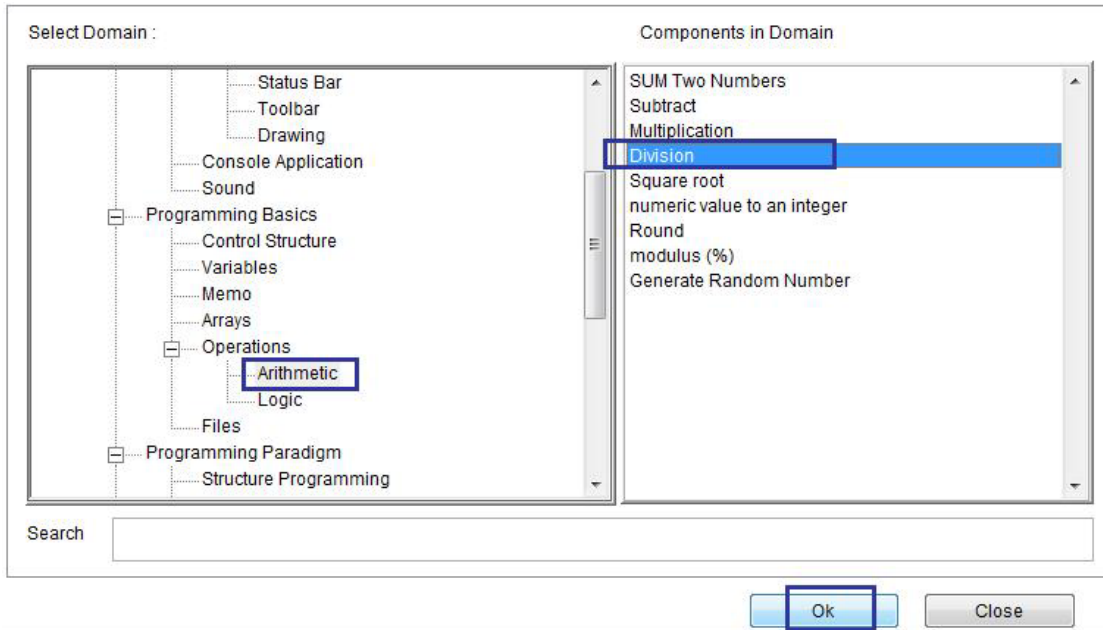 Select Domain :
Components in Domain
Status Bar
Toolbar
Drawing
Console Application
Sound
Programming Basics
Control Structure
Variables
Memo
Arrays
Operations
Arithmetic
Logic
Files
Programming Paradigm
Structure Programming
SUM Two Numbers
Subtract
Multiplication
Division
Square root
numeric value to an integer
Round
modulus (%)
Generate Random Number
Search
Ok
Close